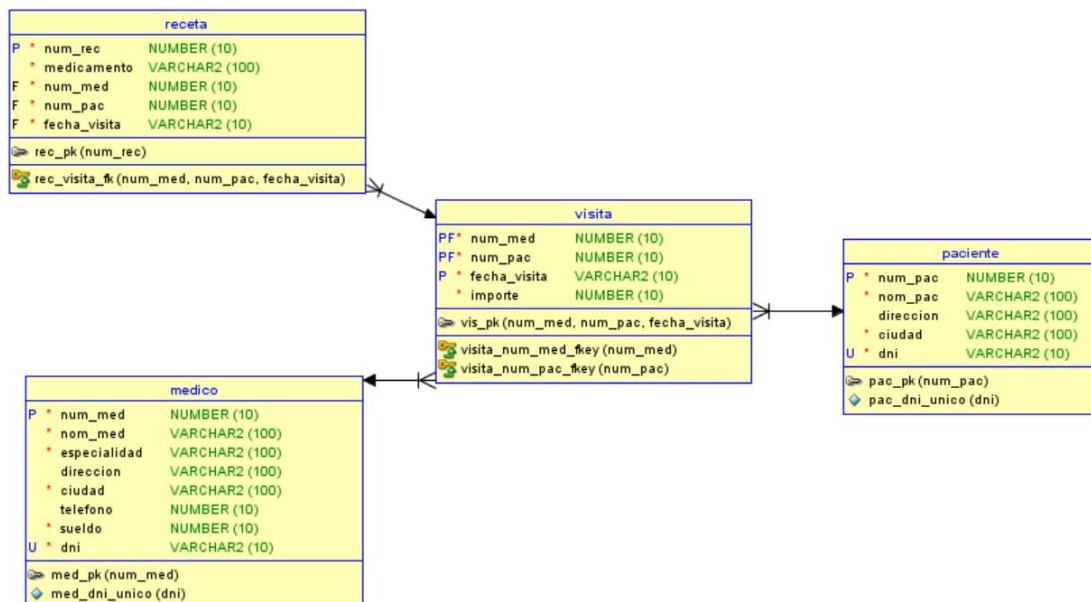 receta
P * num_rec NUMBER (10)
* medicamento VARCHAR2 (100)
F * num_med NUMBER (10)
F * num_pac NUMBER (10)
F * fecha_visita VARCHAR2 (10)
rec_pk (num_rec)
rec_visita_fk (num_med, num_pac, fecha_visita)
visita
PF* num_med NUMBER (10)
PF* num_pac NUMBER (10)
P * fecha_visita VARCHAR2 (10)
* importe NUMBER (10)
vis_pk (num_med, num_pac, fecha_visita)
visita_num_med_fkey (num_med)
visita_num_pac_fkey (num_pac)
paciente
P * num_pac NUMBER (10)
* nom_pac VARCHAR2 (100)
direccion VARCHAR2 (100)
* ciudad VARCHAR2 (100)
U * dni VARCHAR2 (10)
pac_pk (num_pac)
pac_dni_unico (dni)
medico
P * num_med NUMBER (10)
* nom_med VARCHAR2 (100)
* especialidad VARCHAR2 (100)
direccion VARCHAR2 (100)
* ciudad VARCHAR2 (100)
telefono NUMBER (10)
* sueldo NUMBER (10)
U * dni VARCHAR2 (10)
med_pk (num_med)
med_dni_unico (dni)